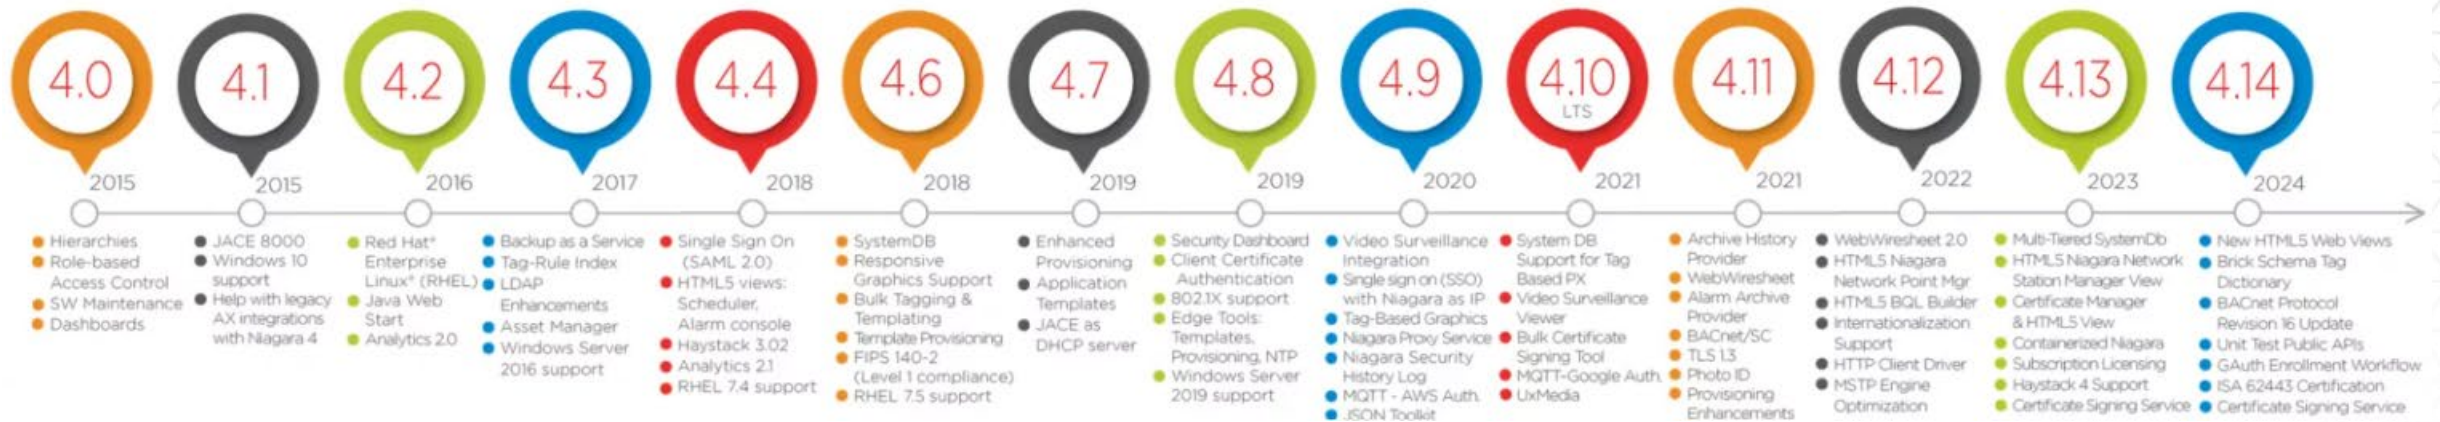 4.0
2015
Hierarchies
Role-based
Access Control
SW Maintenance
Dashboards
4.1
2015
JACE 8000
Windows 10
support
Help with legacy
AX integrations
with Niagara 4
4.2
2016
Red Hat®
Enterprise
Linux® (RHEL)
Java Web
Start
Analytics 2.0
4.3
2017
Backup as a Service
Tag-Rule Index
LDAP
Enhancements
Asset Manager
Windows Server
2016 support
4.4
2018
Single Sign On
(SAML 2.0)
HTML5 views:
Scheduler,
Alarm console
Haystack 3.02
Analytics 2.1
RHEL 7.4 support
4.6
2018
SystemDB
Responsive
Graphics Support
Bulk Tagging &
Templating
Template Provisioning
FIPS 140-2
(Level 1 compliance)
RHEL 7.5 support
4.7
2019
Enhanced
Provisioning
Application
Templates
JACE as
DHCP server
4.8
2019
Security Dashboard
Client Certificate
Authentication
802.1X support
Edge Tools:
Templates,
Provisioning, NTP
Windows Server
2019 support
4.9
2020
Video Surveillance
Integration
Single sign on (SSO)
with Niagara as IP
Tag-Based Graphics
Niagara Proxy Service
Niagara Security
History Log
MQTT - AWS Auth.
JSON Toolkit
4.10
LTS
2021
System DB
Support for Tag
Based PX
Video Surveillance
Viewer
Bulk Certificate
Signing Tool
MQTT-Google Auth.
UxMedia
4.11
2021
Archive History
Provider
WebWiresheet
Alarm Archive
Provider
BACnet/SC
TLS 1.3
Photo ID
Provisioning
Enhancements
4.12
2022
WebWiresheet 2.0
HTML5 Niagara
Network Point Mgr
HTML5 BQL Builder
Internationalization
Support
HTTP Client Driver
MSTP Engine
Optimization
4.13
2023
Multi-Tiered SystemDb
HTML5 Niagara Network
Station Manager View
Certificate Manager
& HTML5 View
Containerized Niagara
Subscription Licensing
Haystack 4 Support
Certificate Signing Service
4.14
2024
New HTML5 Web Views
Brick Schema Tag
Dictionary
BACnet Protocol
Revision 16 Update
Unit Test Public APIs
GAuth Enrollment Workflow
ISA 62443 Certification
Certificate Signing Service